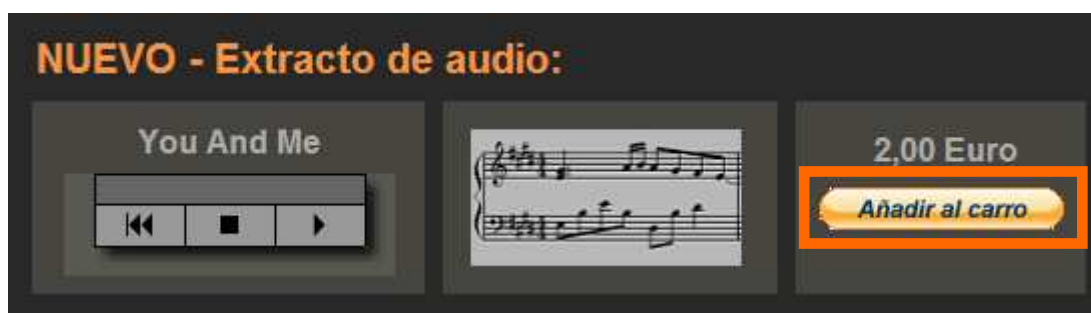 NUEVO - Extracto de audio:
You And Me
2,00 Euro
Añadir al carro